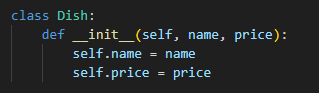 class Dish:
    def __init__(self, name, price):
        self.name = name
        self.price = price